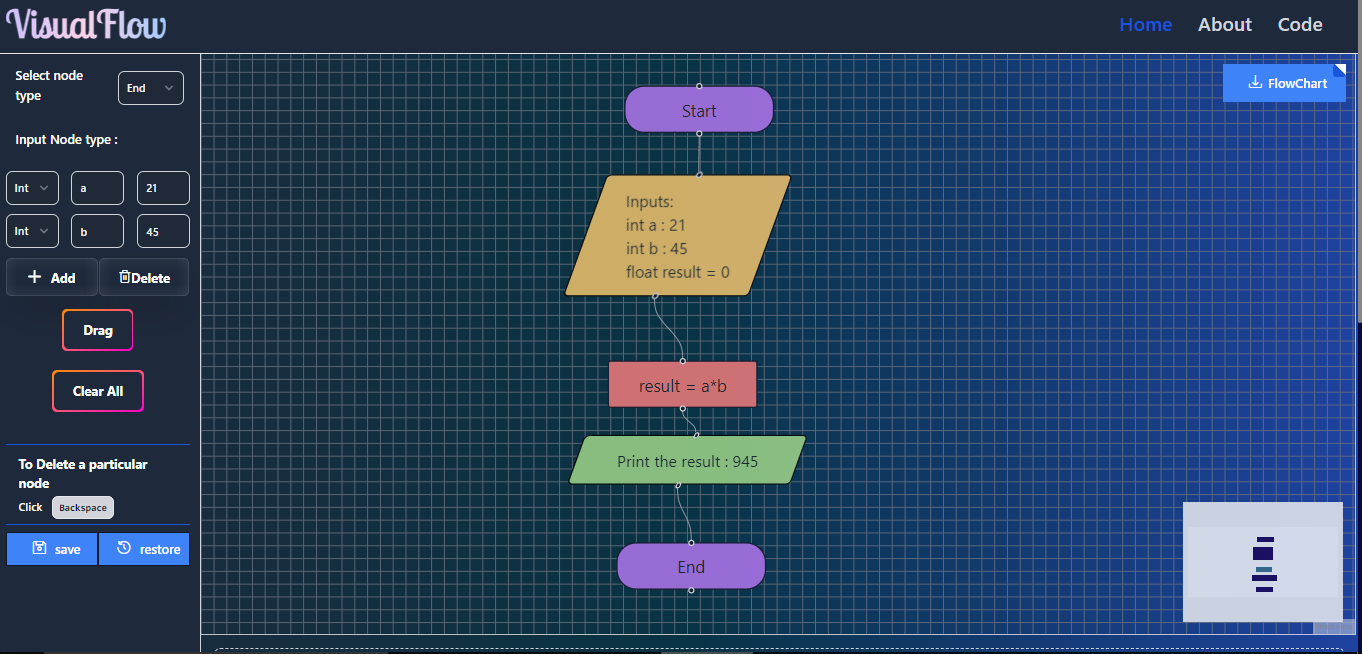 VisualFlow
Home
About
Code
Select node
type
End
Input Node type :
Int
a
21
Int
b
45
Add
Delete
Drag
Clear All
To Delete a particular
node
Click
Backspace
save
restore
FlowChart
Start
Inputs:
int a : 21
int b : 45
float result = 0
result = a*b
Print the result : 945
End